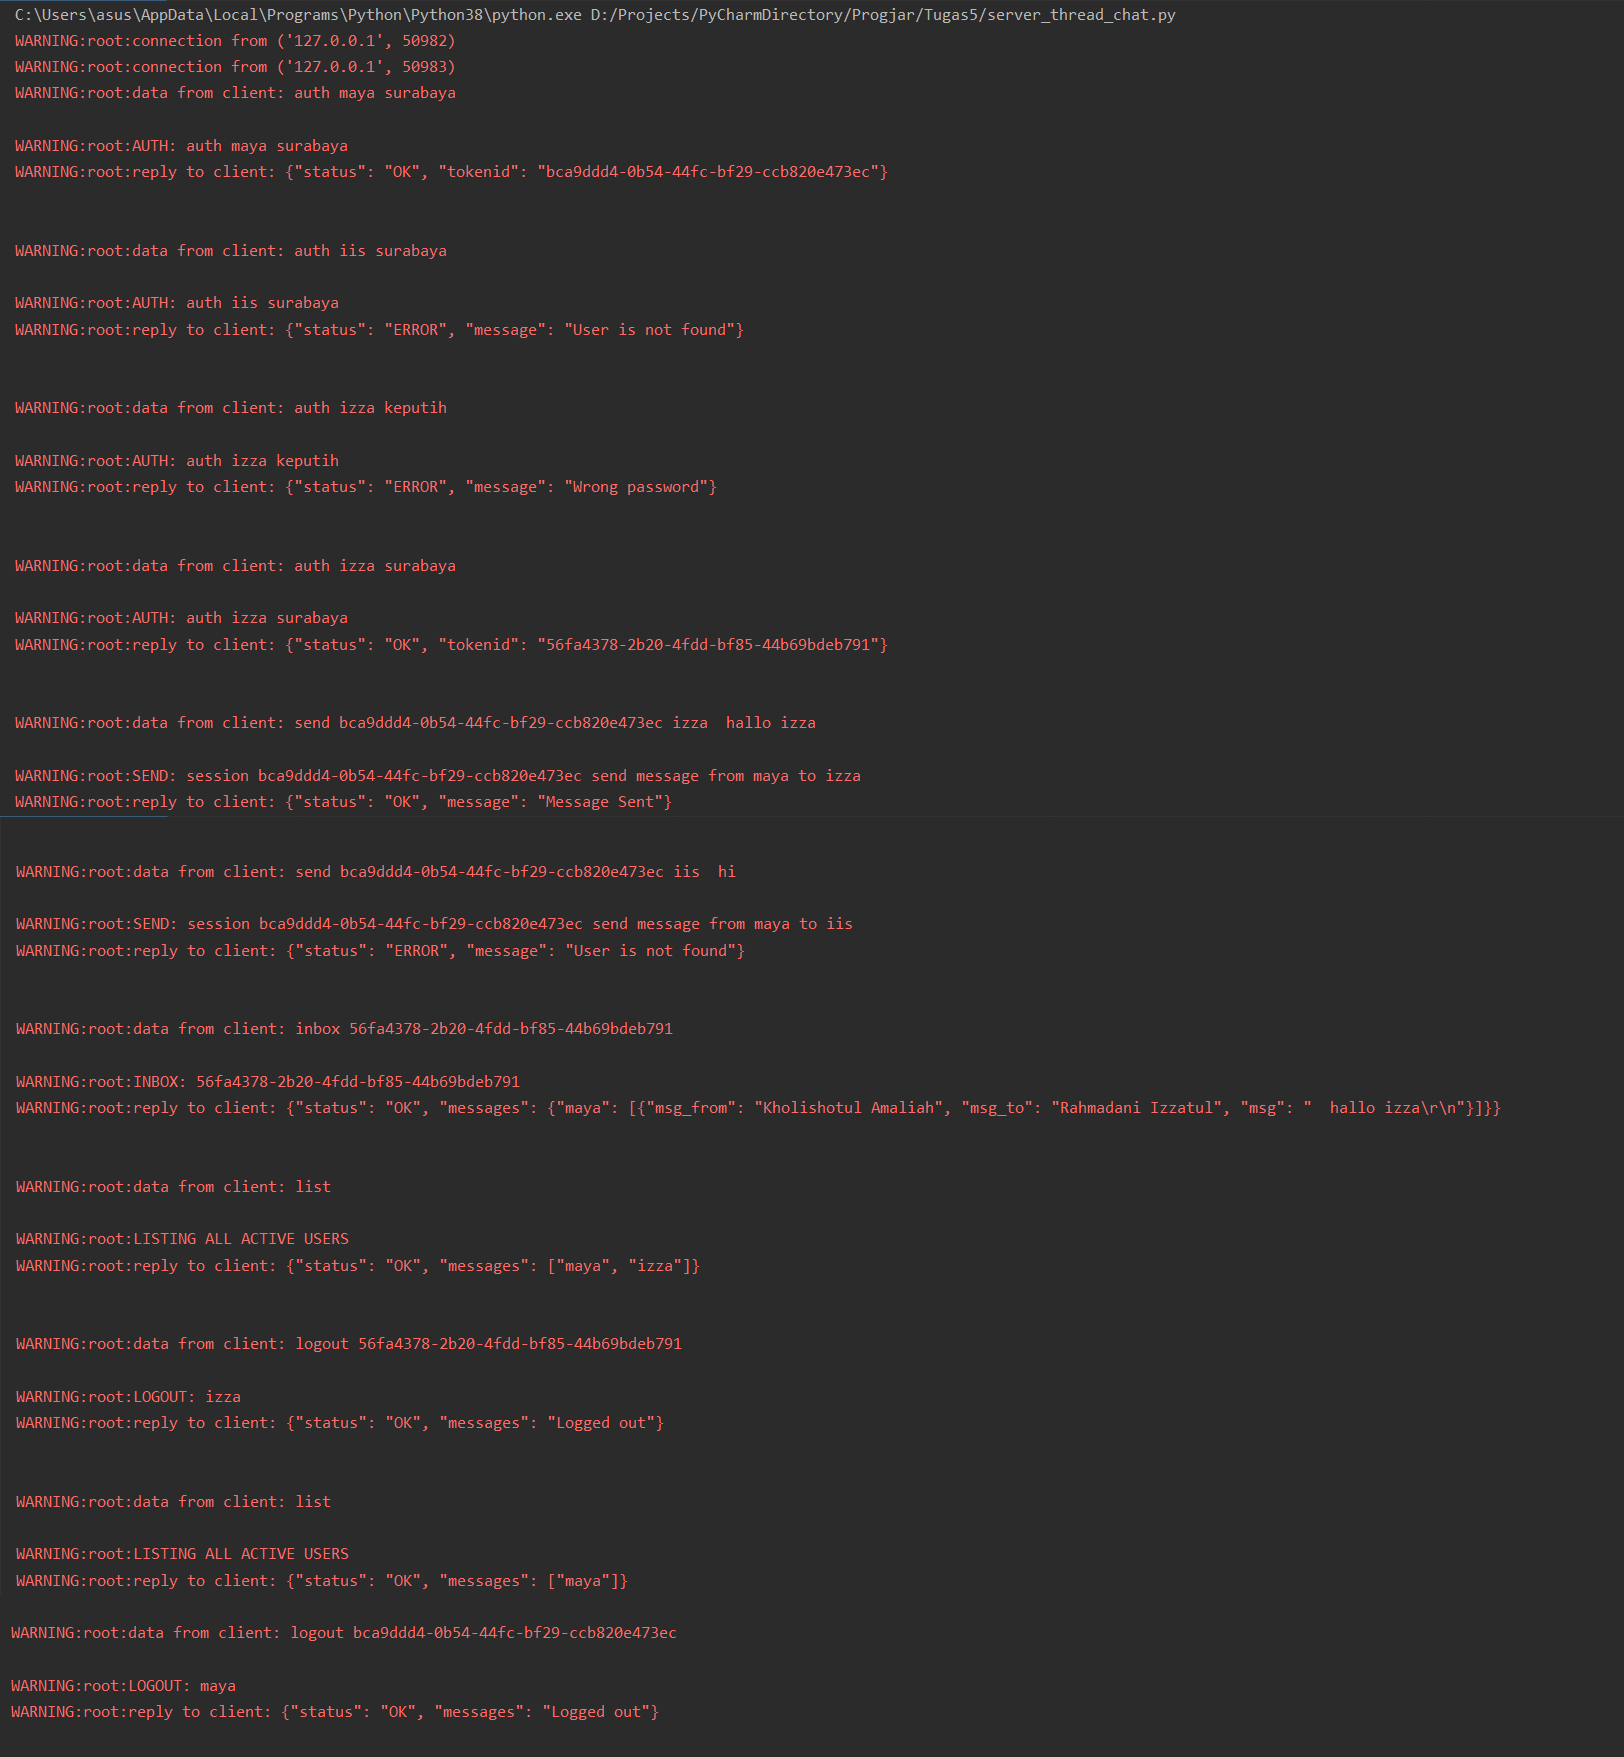 C:\Users\asus\AppData\Local\Programs\Python\Python38\python.exe D:/Projects/PyCharmDirectory/Progjar/Tugas5/server_thread_chat.py
WARNING:root:connection from ('127.0.0.1', 50982)
WARNING:root:connection from ('127.0.0.1', 50983)
WARNING:root:data from client: auth maya surabaya
WARNING:root:AUTH: auth maya surabaya
WARNING:root:reply to client: {"status": "OK", "tokenid": "bca9ddd4-0b54-44fc-bf29-ccb820e473ec"}
WARNING:root:data from client: auth iis surabaya
WARNING:root:AUTH: auth iis surabaya
WARNING:root:reply to client: {"status": "ERROR", "message": "User is not found"}
WARNING:root:data from client: auth izza keputih
WARNING:root:AUTH: auth izza keputih
WARNING:root:reply to client: {"status": "ERROR", "message": "Wrong password"}
WARNING:root:data from client: auth izza surabaya
WARNING:root:AUTH: auth izza surabaya
WARNING:root:reply to client: {"status": "OK", "tokenid": "56fa4378-2b20-4fdd-bf85-44b69bdeb791"}
WARNING:root:data from client: send bca9ddd4-0b54-44fc-bf29-ccb820e473ec izza  hallo izza
WARNING:root:SEND: session bca9ddd4-0b54-44fc-bf29-ccb820e473ec send message from maya to izza
WARNING:root:reply to client: {"status": "OK", "message": "Message Sent"}
WARNING:root:data from client: send bca9ddd4-0b54-44fc-bf29-ccb820e473ec iis  hi
WARNING:root:SEND: session bca9ddd4-0b54-44fc-bf29-ccb820e473ec send message from maya to iis
WARNING:root:reply to client: {"status": "ERROR", "message": "User is not found"}
WARNING:root:data from client: inbox 56fa4378-2b20-4fdd-bf85-44b69bdeb791
WARNING:root:INBOX: 56fa4378-2b20-4fdd-bf85-44b69bdeb791
WARNING:root:reply to client: {"status": "OK", "messages": {"maya": [{"msg_from": "Kholishotul Amaliah", "msg_to": "Rahmadani Izzatul", "msg": "  hallo izza\r\n"}]}}
WARNING:root:data from client: list
WARNING:root:LISTING ALL ACTIVE USERS
WARNING:root:reply to client: {"status": "OK", "messages": ["maya", "izza"]}
WARNING:root:data from client: logout 56fa4378-2b20-4fdd-bf85-44b69bdeb791
WARNING:root:LOGOUT: izza
WARNING:root:reply to client: {"status": "OK", "messages": "Logged out"}
WARNING:root:data from client: list
WARNING:root:LISTING ALL ACTIVE USERS
WARNING:root:reply to client: {"status": "OK", "messages": ["maya"]}
WARNING:root:data from client: logout bca9ddd4-0b54-44fc-bf29-ccb820e473ec
WARNING:root:LOGOUT: maya
WARNING:root:reply to client: {"status": "OK", "messages": "Logged out"}